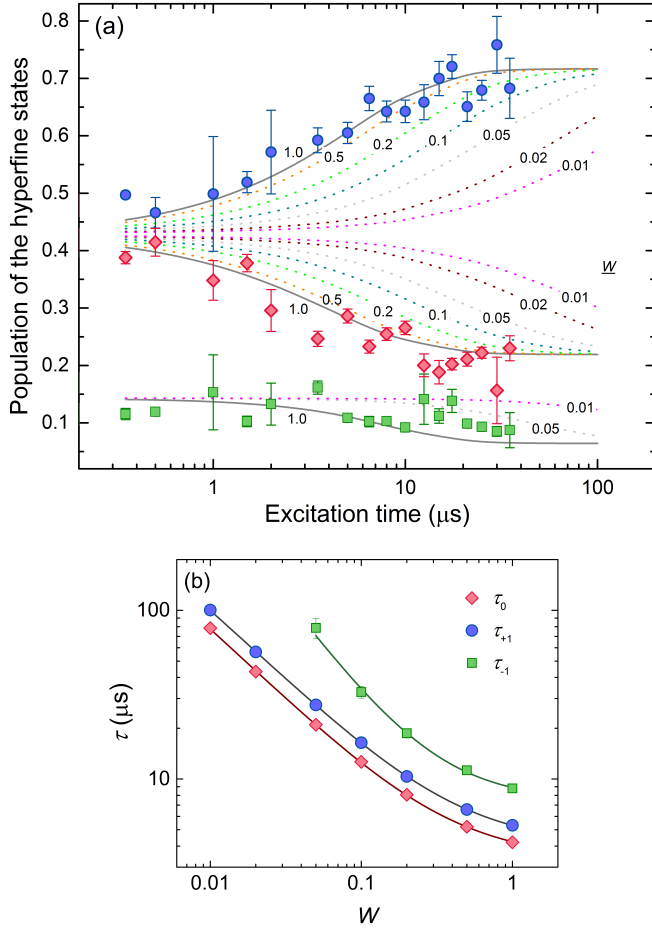 (a)
0.8
0.7
0.6
0.5
0.4
0.3
0.2
0.1
Population of the hyperfine states
1.0
0.5
0.2
0.1
0.05
0.02
0.01
W
0.01
0.02
0.05
0.1
0.2
0.5
1.0
0.01
0.05
1.0
1 10 100
Excitation time (μs)
(b)
τ0
τ+1
τ-1
100
10
τ (μs)
0.01 0.1 1
W